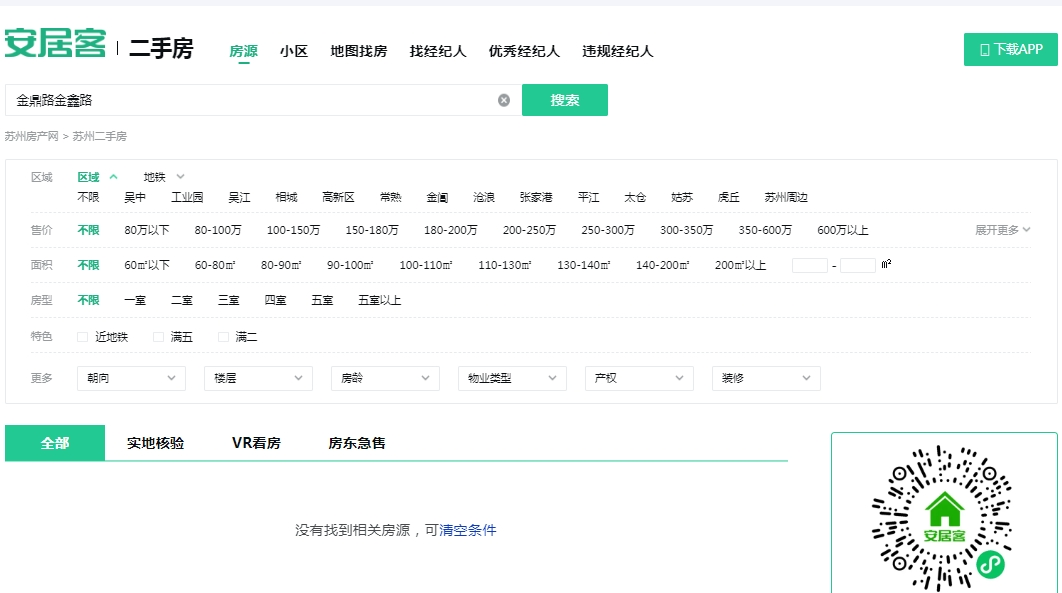 安居客 二手房 房源 小区 地图找房 找经纪人 优秀经纪人 违规经纪人 下载APP
金鼎路金鑫路 搜索
苏州房产网 > 苏州二手房
区域 区域 地铁
不限 吴中 工业园 吴江 相城 高新区 常熟 金阊 沧浪 张家港 平江 太仓 姑苏 虎丘 苏州周边
售价 不限 80万以下 80-100万 100-150万 150-180万 180-200万 200-250万 250-300万 300-350万 350-600万 600万以上 展开更多
面积 不限 60㎡以下 60-80㎡ 80-90㎡ 90-100㎡ 100-110㎡ 110-130㎡ 130-140㎡ 140-200㎡ 200㎡以上 - ㎡
房型 不限 一室 二室 三室 四室 五室 五室以上
特色 近地铁 满五 满二
更多 朝向 楼层 房龄 物业类型 产权 装修
全部 实地核验 VR看房 房东急售
没有找到相关房源，可清空条件
安居客